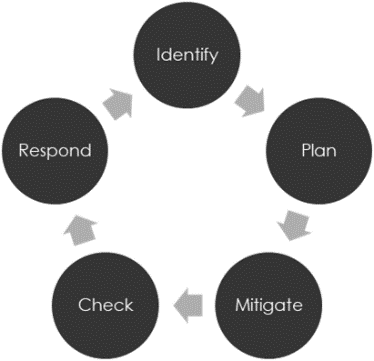 Identify
Plan
Mitigate
Check
Respond